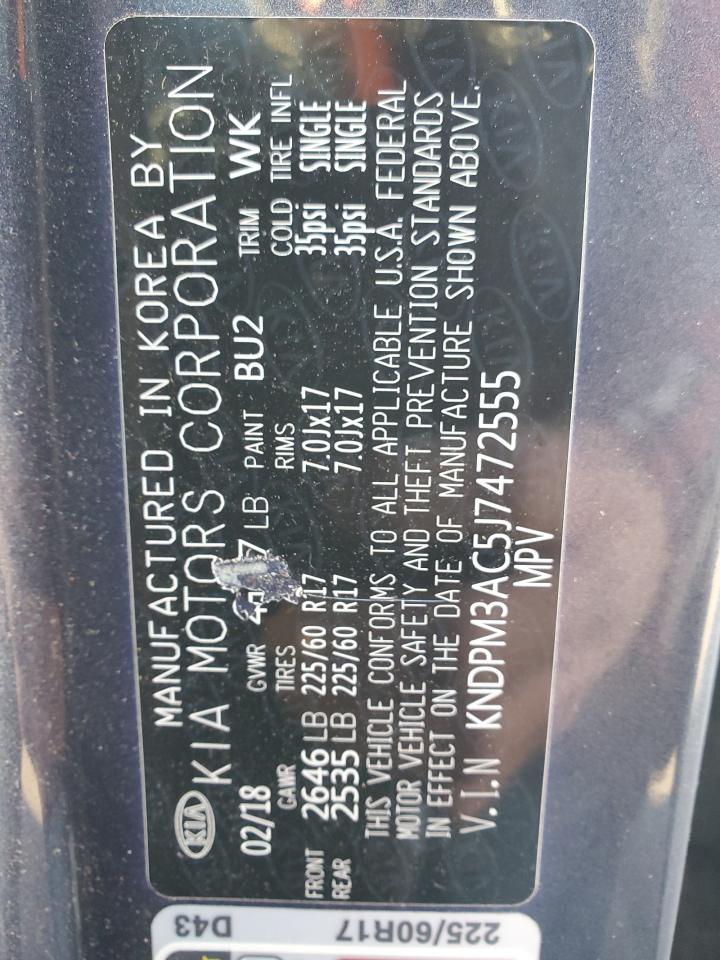 MANUFACTURED IN KOREA BY
KIA KIA MOTORS CORPORATION
02/18 GVWR LB PAINT BU2 TRIM WK
GAWR TIRES RIMS COLD TIRE INFL
FRONT 2646 LB 225/60 R17 7.0Jx17 35psi SINGLE
REAR 2535 LB 225/60 R17 7.0Jx17 35psi SINGLE
THIS VEHICLE CONFORMS TO ALL APPLICABLE U.S.A. FEDERAL
MOTOR VEHICLE SAFETY AND THEFT PREVENTION STANDARDS
IN EFFECT ON THE DATE OF MANUFACTURE SHOWN ABOVE.
V.I.N KNDPM3AC5J7472555
MPV
225/60R17
D43